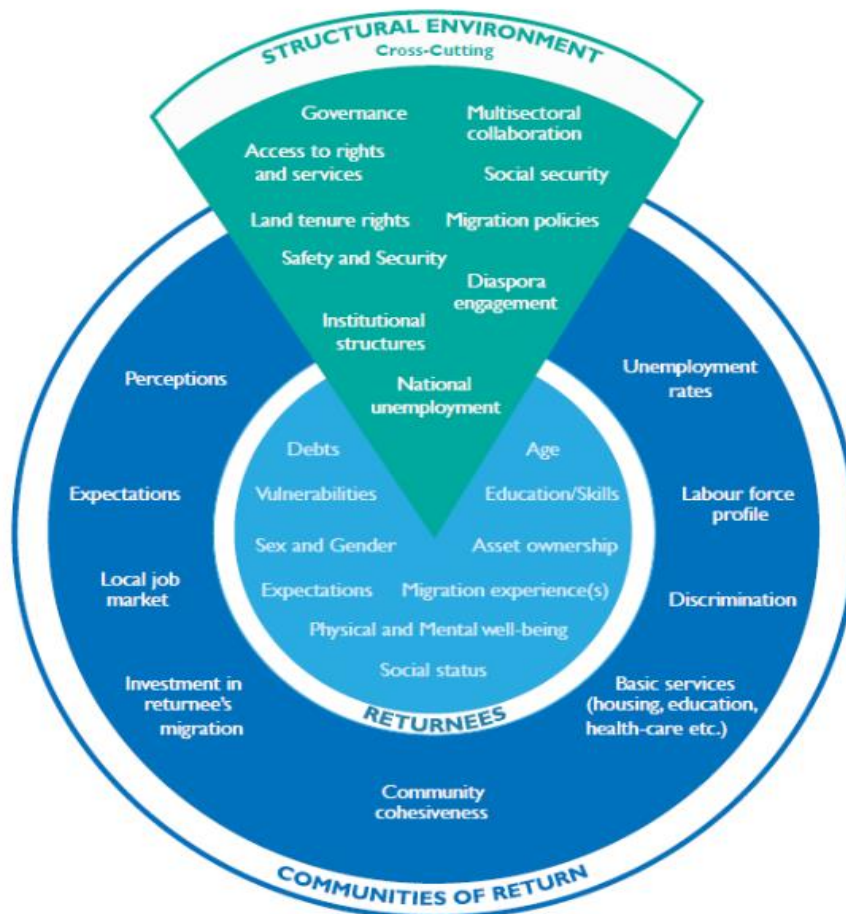 STRUCTURAL ENVIRONMENT
Cross-Cutting
Governance
Multisectoral
collaboration
Access to rights
and services
Social security
Land tenure rights
Migration policies
Safety and Security
Diaspora
engagement
Institutional
structures
National
unemployment
Perceptions
Expectations
Local job
market
Investment in
returnee's
migration
Community
cohesiveness
Unemployment
rates
Labour force
profile
Discrimination
Basic services
(housing, education,
health-care etc.)
Debts
Age
Vulnerabilities
Education/Skills
Sex and Gender
Asset ownership
Expectations
Migration experience(s)
Physical and Mental well-being
Social status
RETURNEES
COMMUNITIES OF RETURN